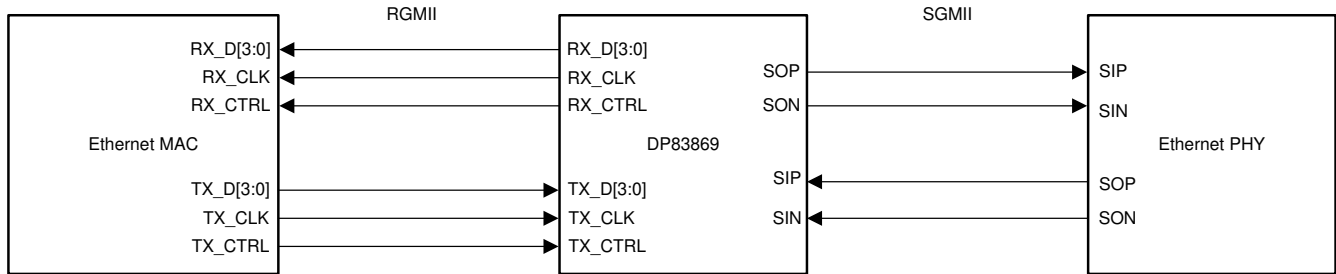 RGMII
SGMII
RX_D[3:0]
RX_CLK
RX_CTRL
Ethernet MAC
TX_D[3:0]
TX_CLK
TX_CTRL
RX_D[3:0]
RX_CLK
RX_CTRL
SOP
SON
DP83869
SIP
SIN
TX_D[3:0]
TX_CLK
TX_CTRL
SIP
SIN
Ethernet PHY
SOP
SON